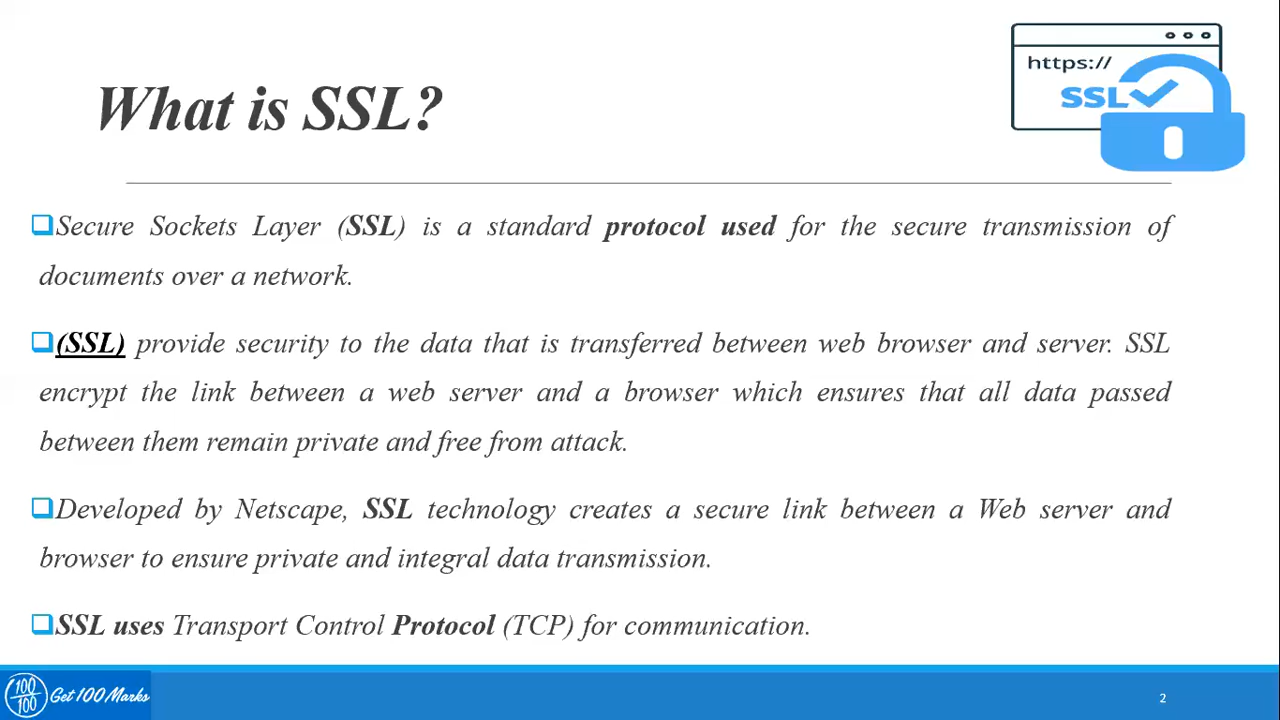 https://
SSL
What is SSL?
Secure Sockets Layer (SSL) is a standard protocol used for the secure transmission of
documents over a network.
(SSL) provide security to the data that is transferred between web browser and server. SSL
encrypt the link between a web server and a browser which ensures that all data passed
between them remain private and free from attack.
Developed by Netscape, SSL technology creates a secure link between a Web server and
browser to ensure private and integral data transmission.
SSL uses Transport Control Protocol (TCP) for communication.
100
100
Get 100 Marks
2